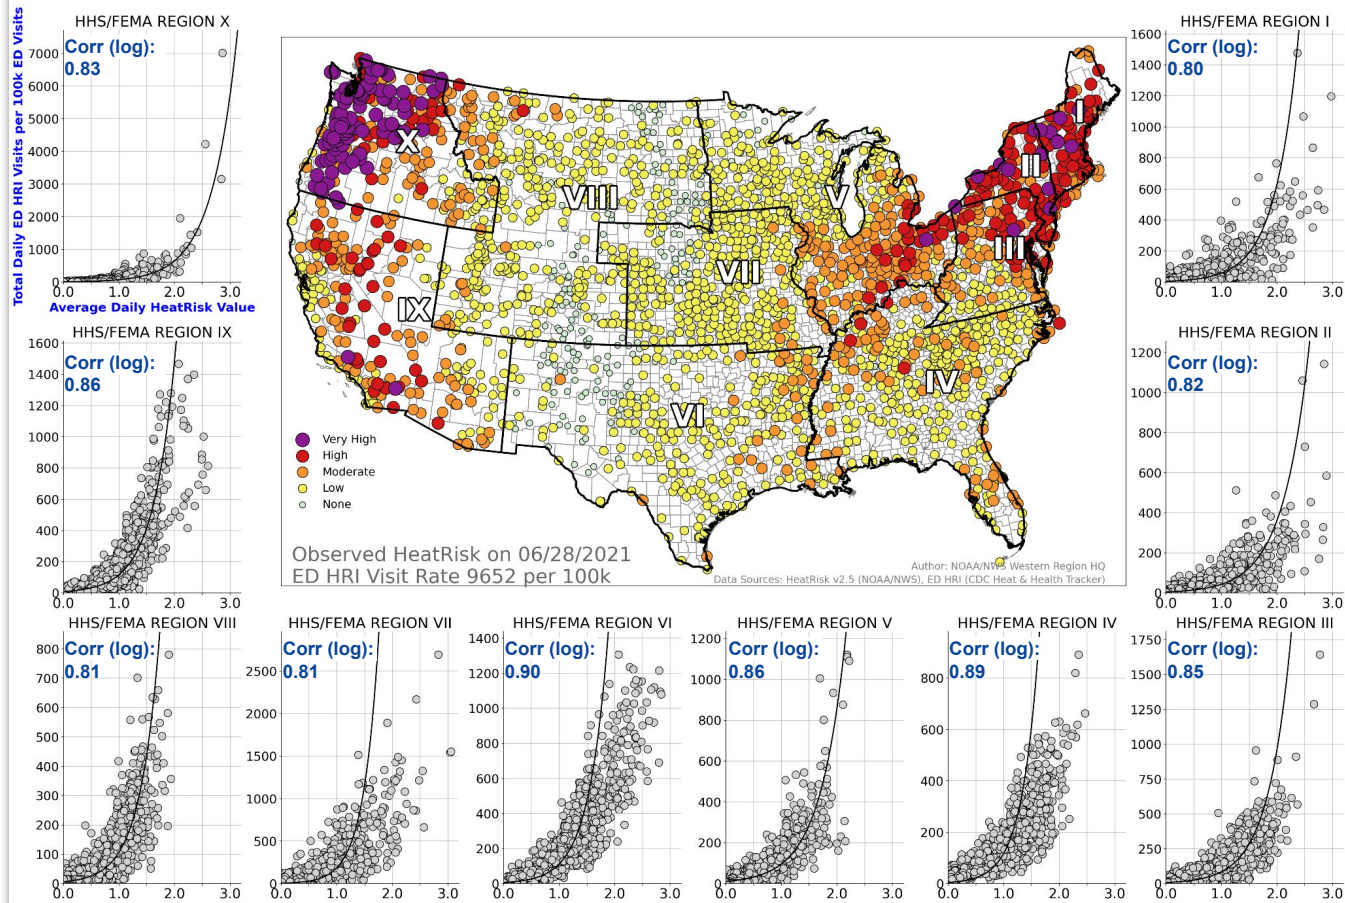 HHS/FEMA REGION X
Total Daily ED HRI Visits per 100k ED Visits
Corr (log):
0.83
7000
6000
5000
4000
3000
2000
1000
0
0.0 1.0 2.0 3.0
Average Daily HeatRisk Value
HHS/FEMA REGION IX
Corr (log):
0.86
1600
1400
1200
1000
800
600
400
200
0
0.0 1.0 2.0 3.0
X
VIII
V
I
II
III
VII
IX
IV
VI
Very High
High
Moderate
Low
None
Observed HeatRisk on 06/28/2021
ED HRI Visit Rate 9652 per 100k
Author: NOAA/NWS Western Region HQ
Data Sources: HeatRisk v2.5 (NOAA/NWS), ED HRI (CDC Heat & Health Tracker)
HHS/FEMA REGION I
Corr (log):
0.80
1600
1400
1200
1000
800
600
400
200
0
0.0 1.0 2.0 3.0
HHS/FEMA REGION II
Corr (log):
0.82
1200
1000
800
600
400
200
0
0.0 1.0 2.0 3.0
HHS/FEMA REGION VIII
Corr (log):
0.81
800
700
600
500
400
300
200
100
0
0.0 1.0 2.0 3.0
HHS/FEMA REGION VII
Corr (log):
0.81
2500
2000
1500
1000
500
0
0.0 1.0 2.0 3.0
HHS/FEMA REGION VI
Corr (log):
0.90
1400
1200
1000
800
600
400
200
0
0.0 1.0 2.0 3.0
HHS/FEMA REGION V
Corr (log):
0.86
1200
1000
800
600
400
200
0
0.0 1.0 2.0 3.0
HHS/FEMA REGION IV
Corr (log):
0.89
800
600
400
200
0
0.0 1.0 2.0 3.0
HHS/FEMA REGION III
Corr (log):
0.85
1750
1500
1250
1000
750
500
250
0
0.0 1.0 2.0 3.0